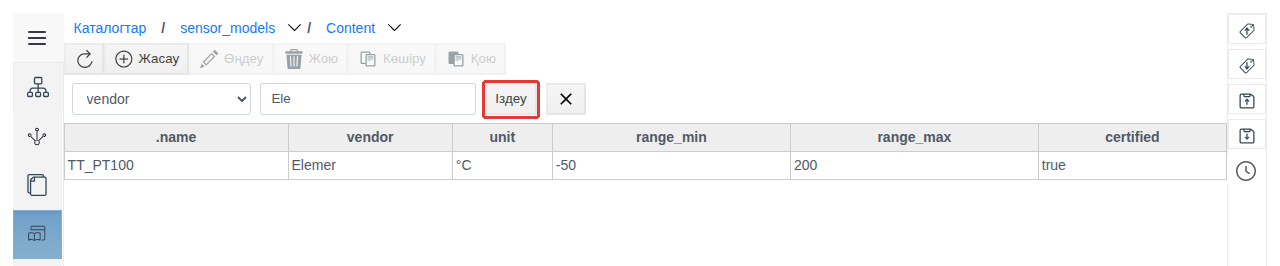 Каталогтар / sensor_models / Content
Жасау Өңдеу Жою Көшіру Қою
vendor Ele Іздеу
.name vendor unit range_min range_max certified
TT_PT100 Elemer °C -50 200 true